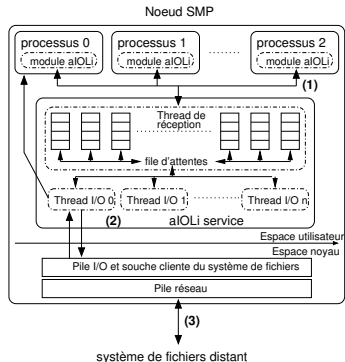 Noeud SMP
processus 0
processus 1
processus 2
module aIOLi
module aIOLi
module aIOLi
(1)
Thread de
réception
file d'attentes
Thread I/O 0
Thread I/O 1
Thread I/O n
(2)
aIOLi service
Espace utilisateur
Espace noyau
Pile I/O et souche cliente du système de fichiers
Pile réseau
(3)
système de fichiers distant